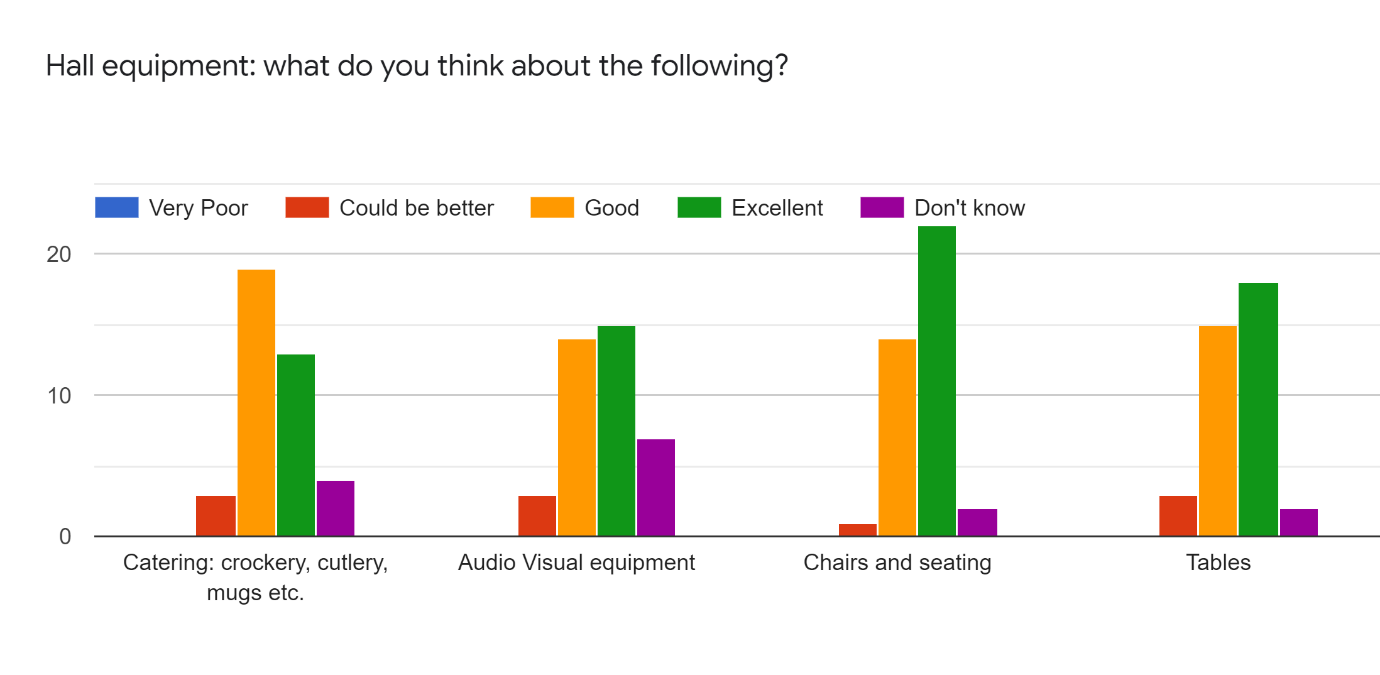 Hall equipment: what do you think about the following?
Very Poor Could be better Good Excellent Don't know
20
10
0
Catering: crockery, cutlery,
mugs etc.
Audio Visual equipment
Chairs and seating
Tables